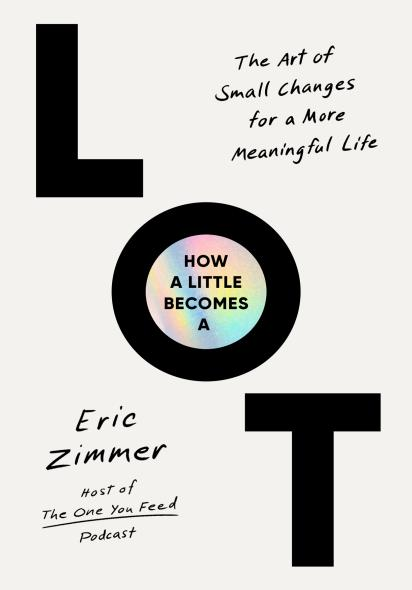 The Art of
Small Changes
for a More
Meaningful Life
HOW
A LITTLE
BECOMES
A
LOT
Eric
Zimmer
Host of
The One You Feed
Podcast